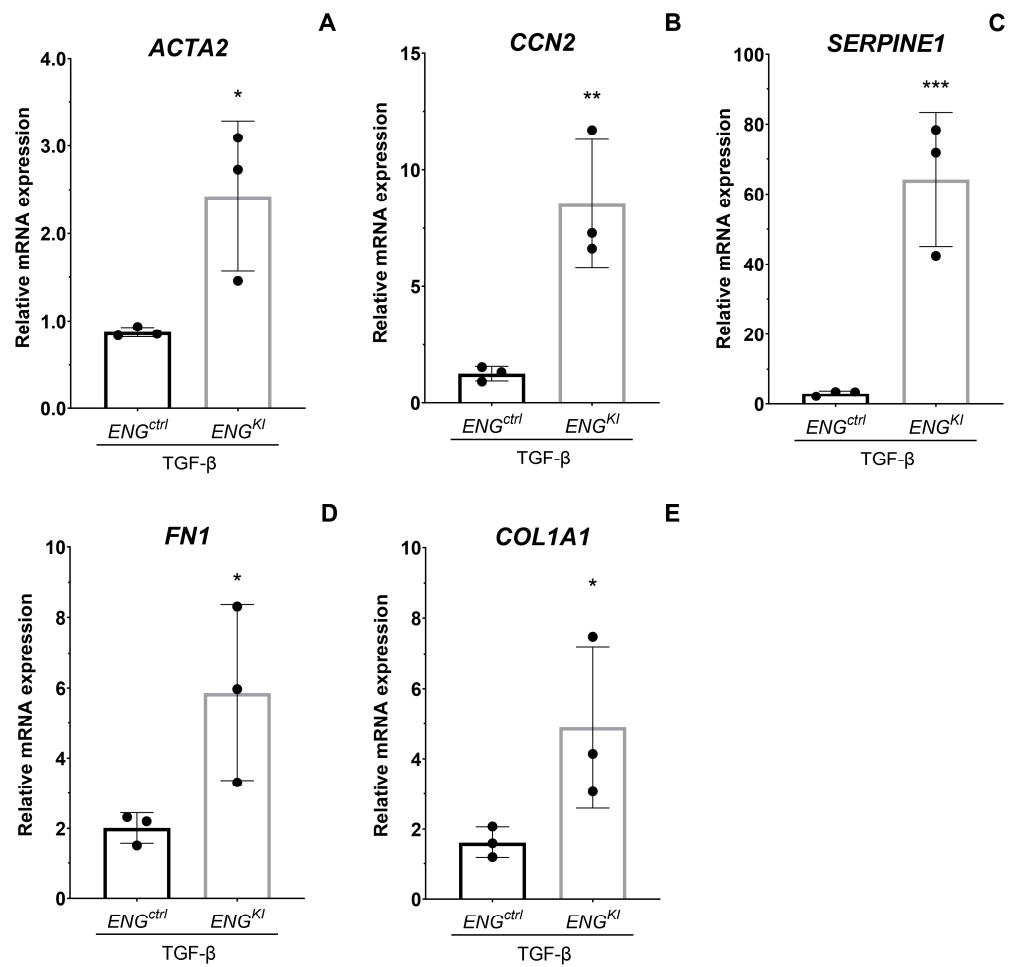 A
ACTA2
*
Relative mRNA expression
4.0
3.0
2.0
1.0
0.0
ENGctrl ENGKI
TGF-β
B
CCN2
**
Relative mRNA expression
15
10
5
0
ENGctrl ENGKI
TGF-β
C
SERPINE1
***
Relative mRNA expression
100
80
60
40
20
0
ENGctrl ENGKI
TGF-β
D
FN1
*
Relative mRNA expression
10
8
6
4
2
0
ENGctrl ENGKI
TGF-β
E
COL1A1
*
Relative mRNA expression
10
8
6
4
2
0
ENGctrl ENGKI
TGF-β